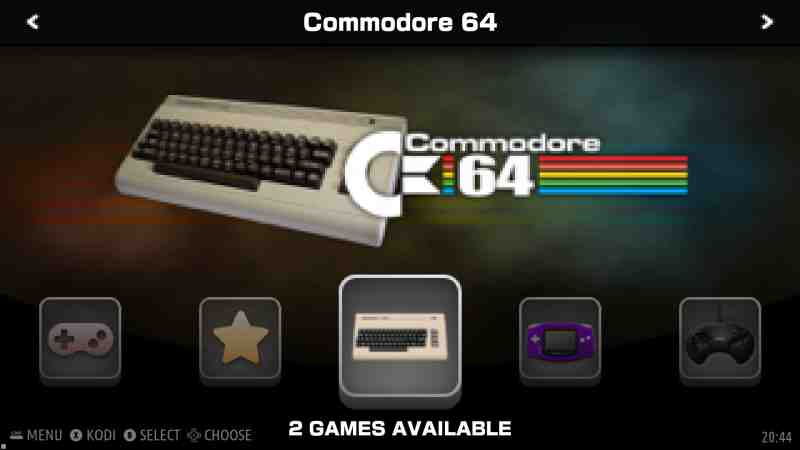 Commodore 64
Commodore
64
2 GAMES AVAILABLE
MENU KODI SELECT CHOOSE
20:44